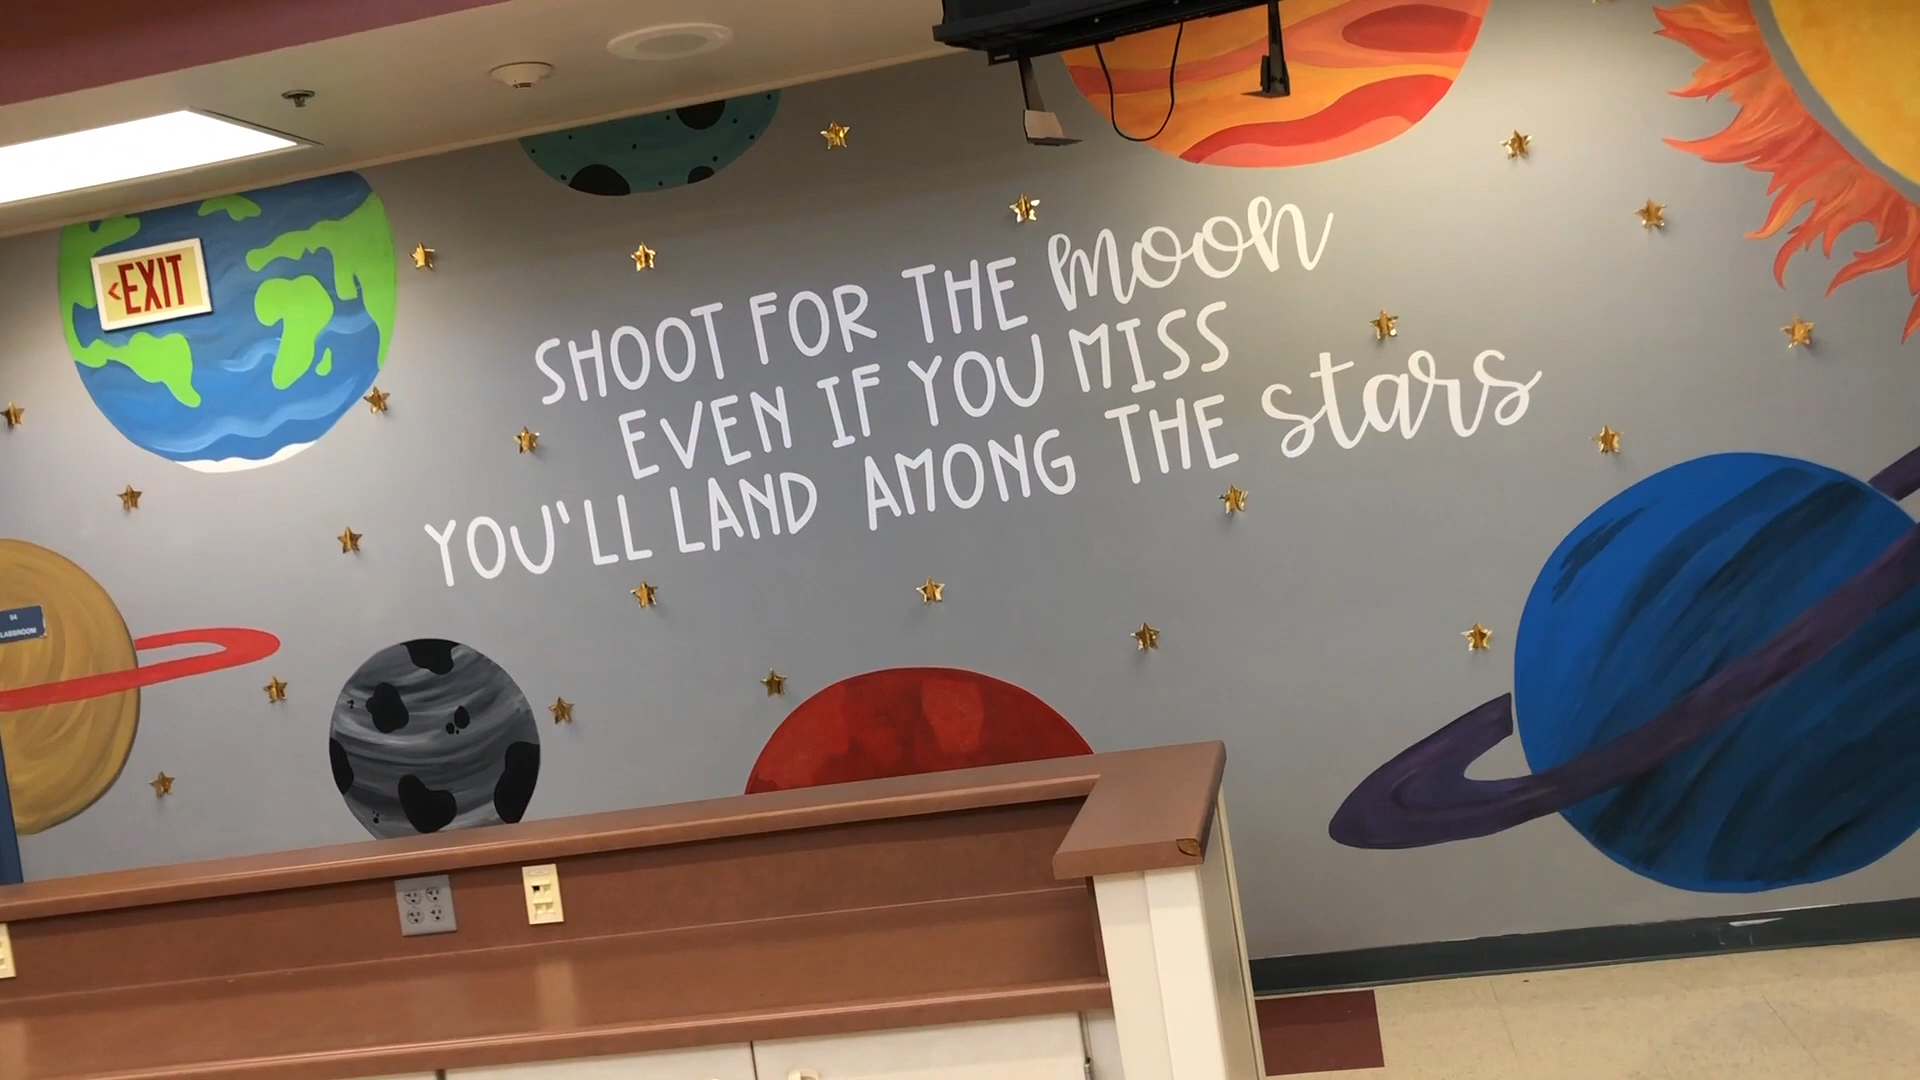 <EXIT
SHOOT FOR THE moon
EVEN IF YOU MISS
YOU'LL LAND AMONG THE stars